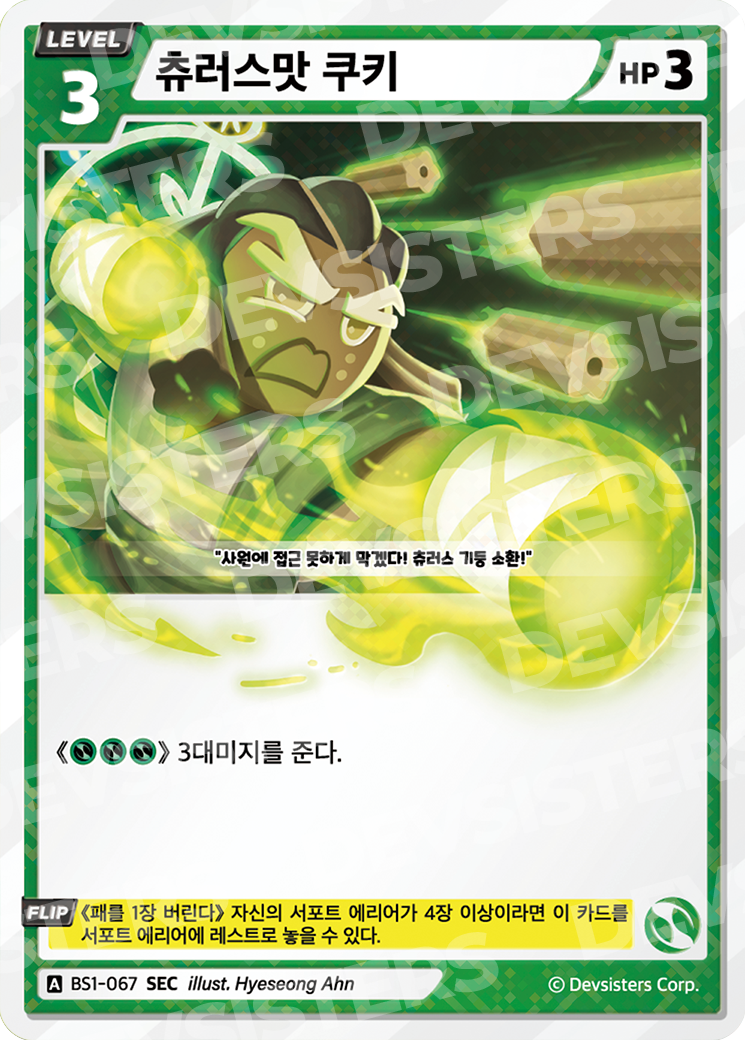 LEVEL
3
츄러스맛 쿠키
HP 3
"사원에 접근 못하게 막겠다! 츄러스 기둥 소환!"
《》 3대미지를 준다.
FLIP
《패를 1장 버린다》 자신의 서포트 에리어가 4장 이상이라면 이 카드를
서포트 에리어에 레스트로 놓을 수 있다.
A BS1-067 SEC illust. Hyeseong Ahn
© Devsisters Corp.
DEVSISTERS